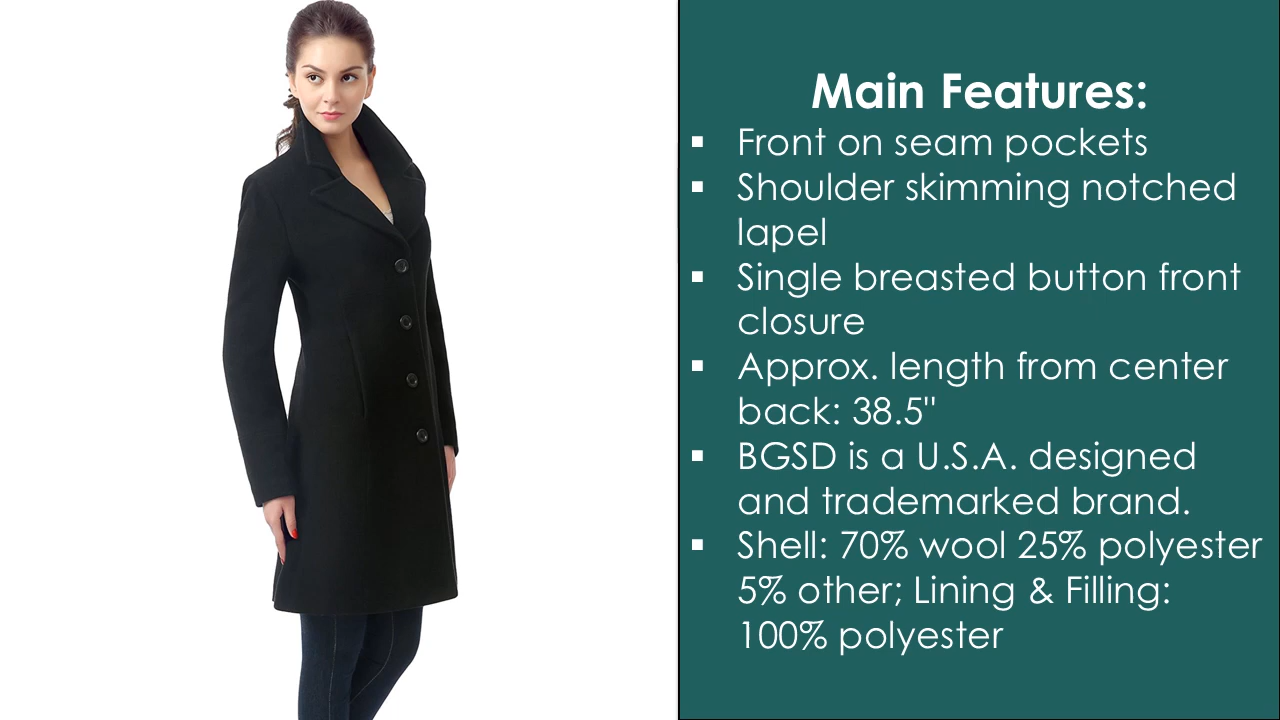 Main Features:
▪ Front on seam pockets
▪ Shoulder skimming notched
lapel
▪ Single breasted button front
closure
▪ Approx. length from center
back: 38.5"
▪ BGSD is a U.S.A. designed
and trademarked brand.
▪ Shell: 70% wool 25% polyester
5% other; Lining & Filling:
100% polyester